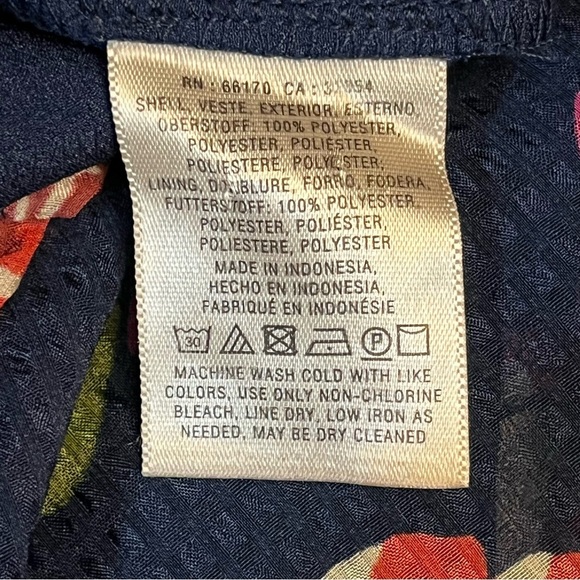 RN : 66170 CA :
SHELL, VESTE, EXTERIOR, ESTERNO,
OBERSTOFF: 100% POLYESTER,
POLYESTER, POLIÉSTER,
POLIESTERE, POLYESTER
LINING, DOUBLURE, FORRO, FODERA,
FUTTERSTOFF: 100% POLYESTER,
POLYESTER, POLIÉSTER,
POLIESTERE, POLYESTER
MADE IN INDONESIA,
HECHO EN INDONESIA,
FABRIQUÉ EN INDONÉSIE
30 P
MACHINE WASH COLD WITH LIKE
COLORS, USE ONLY NON-CHLORINE
BLEACH, LINE DRY, LOW IRON AS
NEEDED, MAY BE DRY CLEANED